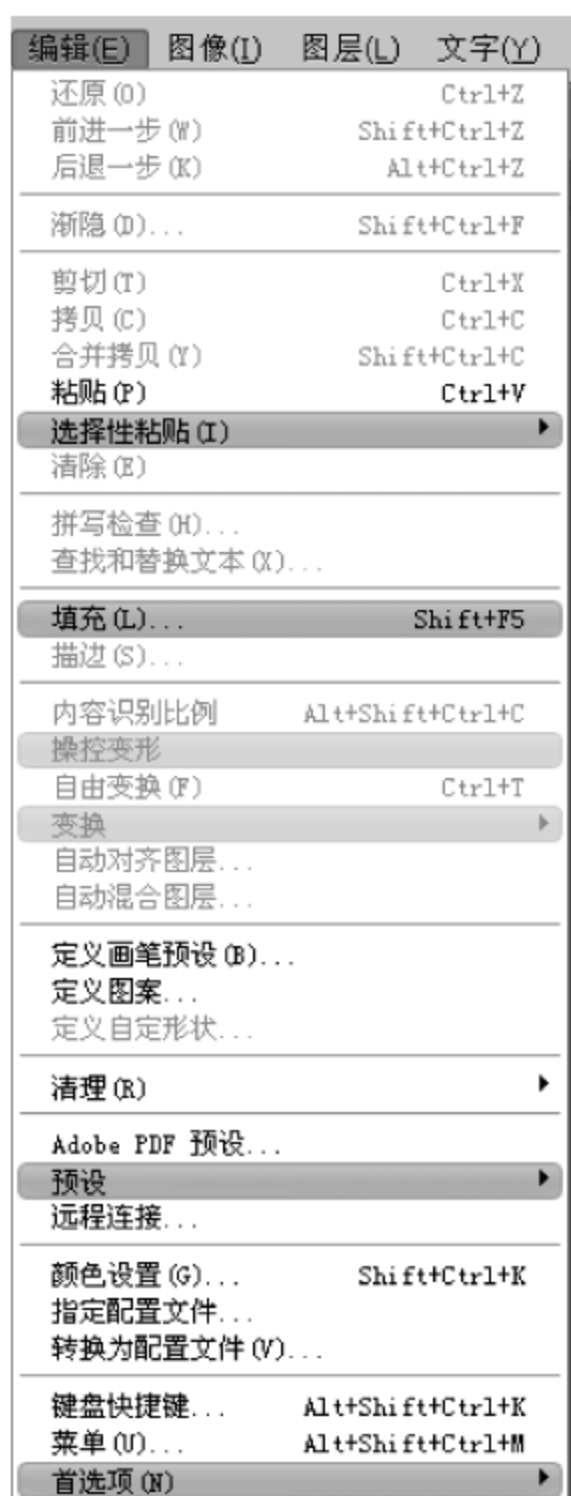 编辑(E) 图像(I) 图层(L) 文字(Y)
还原(O) Ctrl+Z
前进一步(W) Shift+Ctrl+Z
后退一步(K) Alt+Ctrl+Z
渐隐(D)... Shift+Ctrl+F
剪切(T) Ctrl+X
拷贝(C) Ctrl+C
合并拷贝(Y) Shift+Ctrl+C
粘贴(P) Ctrl+V
选择性粘贴(I)
清除(E)
拼写检查(H)...
查找和替换文本(X)...
填充(L)... Shift+F5
描边(S)...
内容识别比例 Alt+Shift+Ctrl+C
操控变形
自由变换(F) Ctrl+T
变换
自动对齐图层...
自动混合图层...
定义画笔预设(B)...
定义图案...
定义自定形状...
清理(R)
Adobe PDF 预设...
预设
远程连接...
颜色设置(G)... Shift+Ctrl+K
指定配置文件...
转换为配置文件(V)...
键盘快捷键... Alt+Shift+Ctrl+K
菜单(U)... Alt+Shift+Ctrl+M
首选项(N)